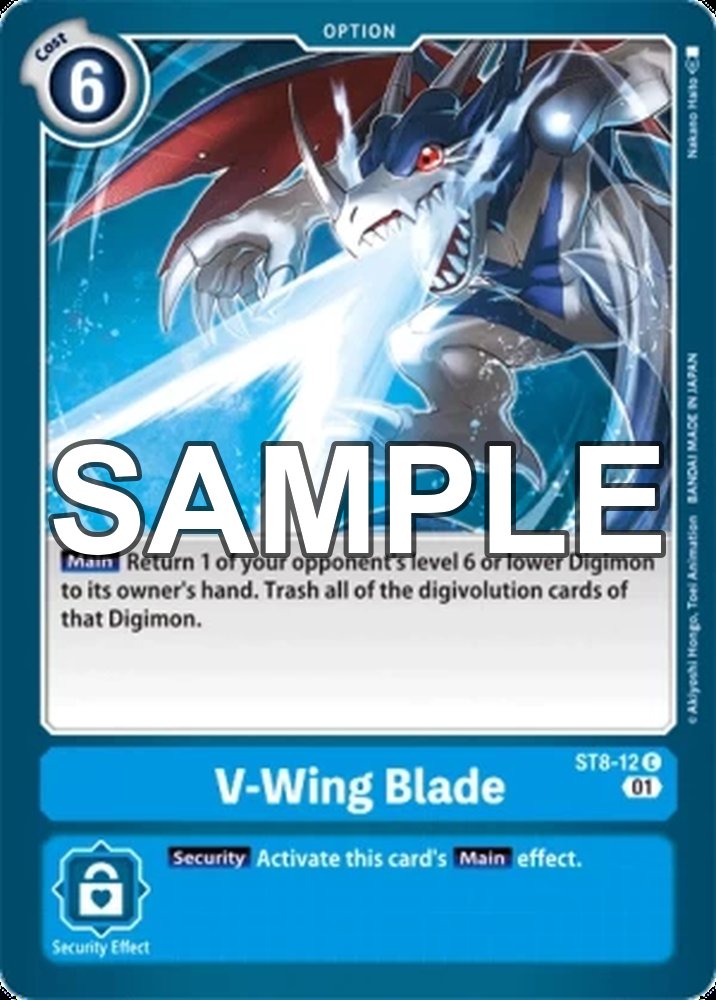 OPTION
Cost
6
Nakano Haito
SAMPLE
Main Return 1 of your opponent's level 6 or lower Digimon
to its owner's hand. Trash all of the digivolution cards of
that Digimon.
© Akiyoshi Hongo, Toei Animation BANDAI MADE IN JAPAN
ST8-12 C
01
V-Wing Blade
Security Activate this card's Main effect.
Security Effect